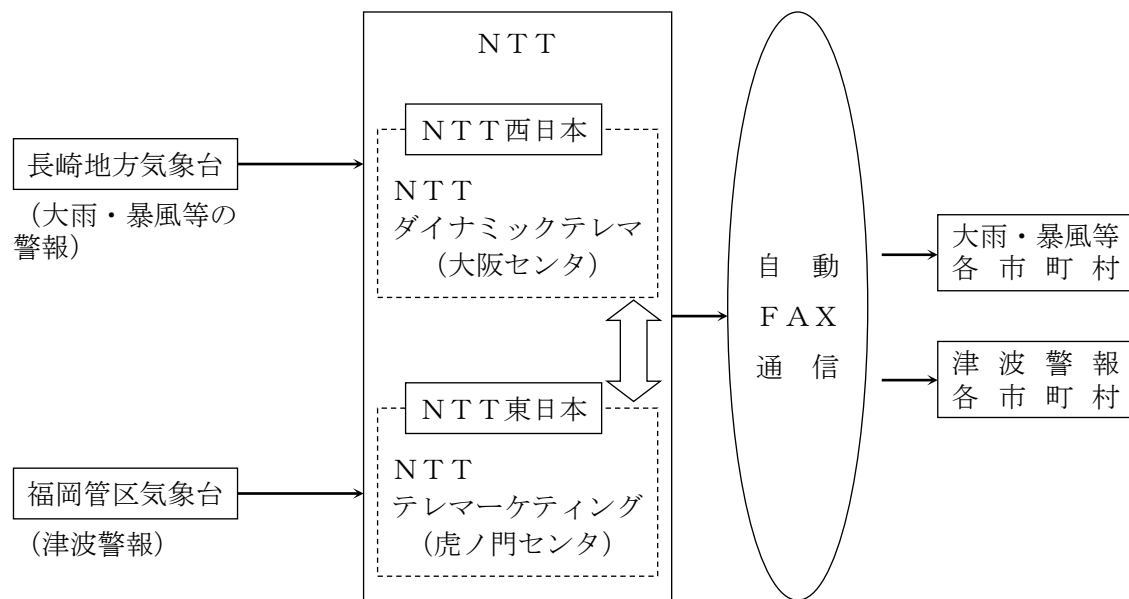 長崎地方気象台
（大雨・暴風等の
警報）
福岡管区気象台
（津波警報）
ＮＴＴ
ＮＴＴ西日本
ＮＴＴ
ダイナミックテレマ
（大阪センタ）
ＮＴＴ東日本
ＮＴＴ
テレマーケティング
（虎ノ門センタ）
自動
ＦＡＸ
通信
大雨・暴風等
各市町村
津波警報
各市町村